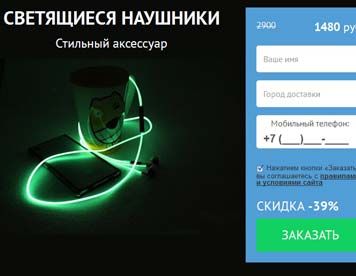 СВЕТЯЩИЕСЯ НАУШНИКИ
Стильный аксессуар
2900 1480 ру
Ваше имя
Город доставки
Мобильный телефон:
+7 (___)___-____
Нажатием кнопки «Заказать
вы соглашаетесь с правилами
и условиями сайта
СКИДКА -39%
ЗАКАЗАТЬ